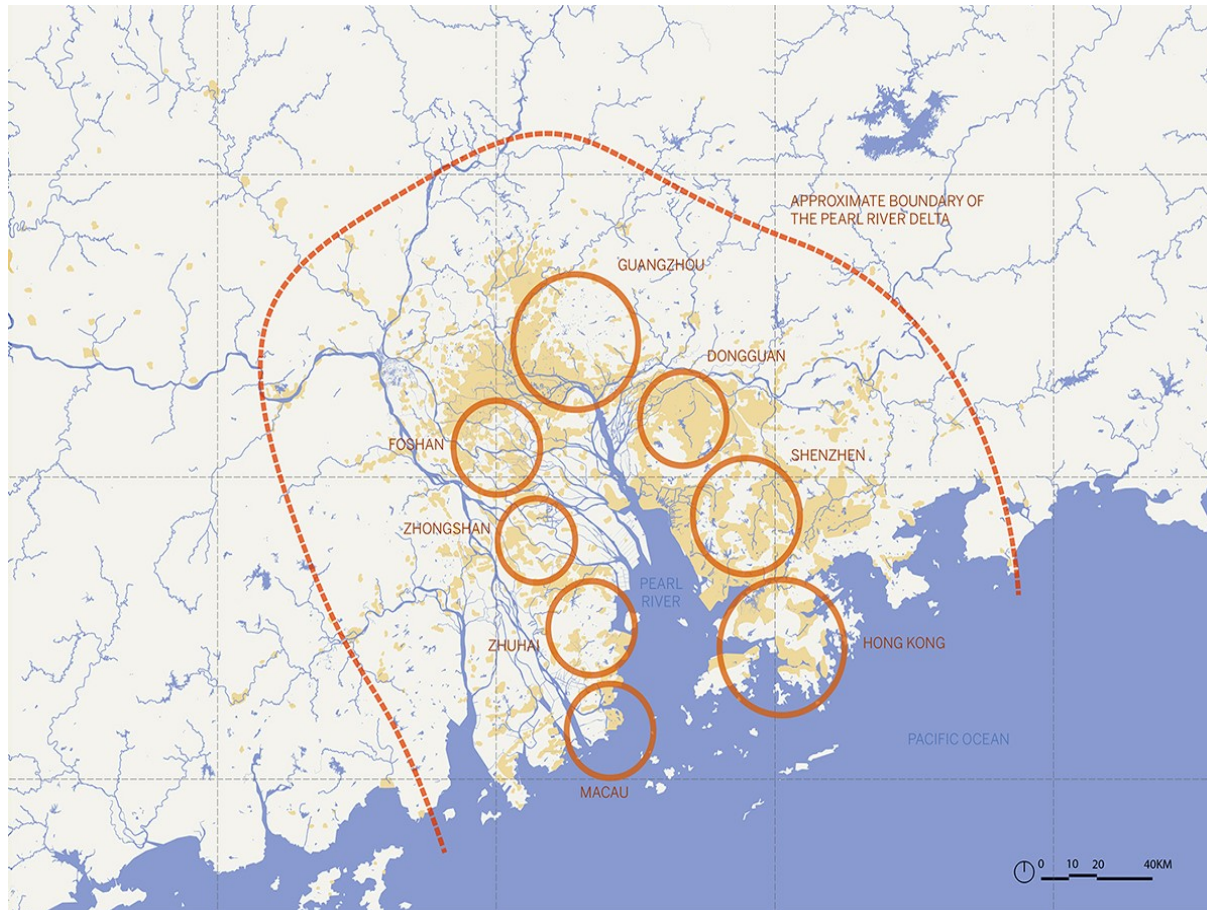 APPROXIMATE BOUNDARY OF
THE PEARL RIVER DELTA
GUANGZHOU
DONGGUAN
FOSHAN
SHENZHEN
ZHONGSHAN
PEARL
RIVER
ZHUHAI
HONG KONG
PACIFIC OCEAN
MACAU
0 10 20 40KM